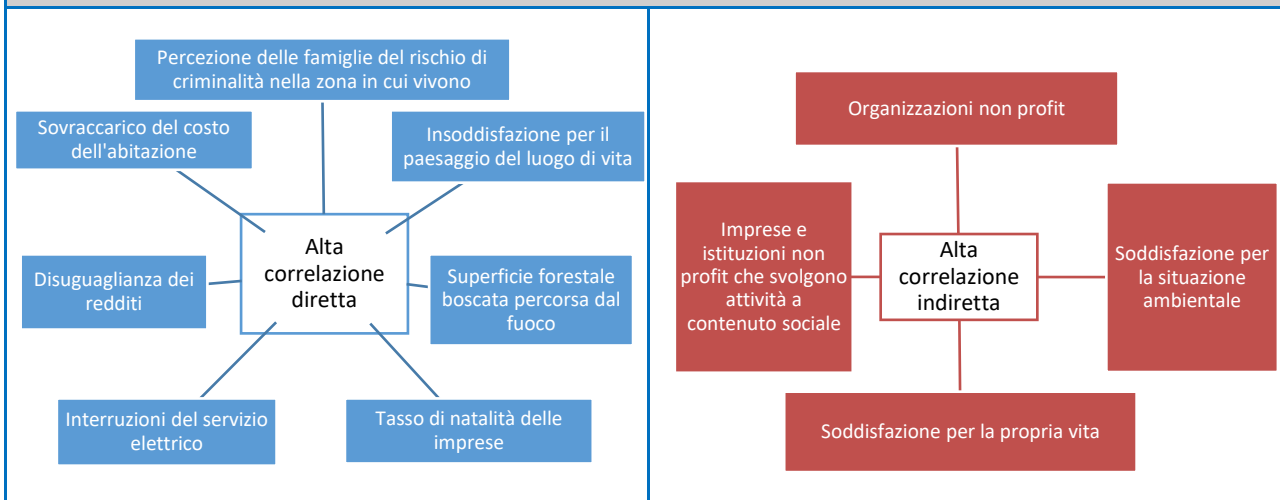 Percezione delle famiglie del rischio di
criminalità nella zona in cui vivono
Sovraccarico del costo
dell'abitazione
Insoddisfazione per il
paesaggio del luogo di vita
Alta
correlazione
diretta
Disuguaglianza dei
redditi
Superficie forestale
boscata percorsa dal
fuoco
Interruzioni del servizio
elettrico
Tasso di natalità delle
imprese
Organizzazioni non profit
Imprese e
istituzioni non
profit che svolgono
attività a
contenuto sociale
Alta
correlazione
indiretta
Soddisfazione per
la situazione
ambientale
Soddisfazione per la propria vita